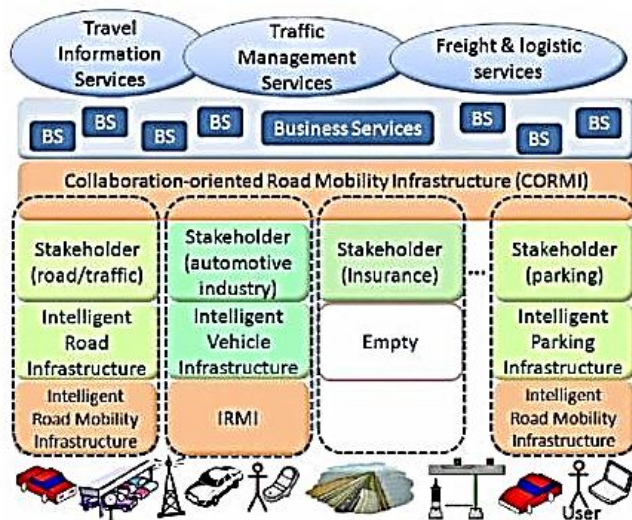 Travel
Information
Services
Traffic
Management
Services
Freight & logistic
services
BS
BS
BS
BS
Business Services
BS
BS
BS
Collaboration-oriented Road Mobility Infrastructure (CORMI)
Stakeholder
(road/traffic)
Stakeholder
(automotive
industry)
Stakeholder
(Insurance)
...
Stakeholder
(parking)
Intelligent
Road
Infrastructure
Intelligent
Vehicle
Infrastructure
Empty
Intelligent
Parking
Infrastructure
Intelligent
Road Mobility
Infrastructure
IRMI
Intelligent
Road Mobility
Infrastructure
User